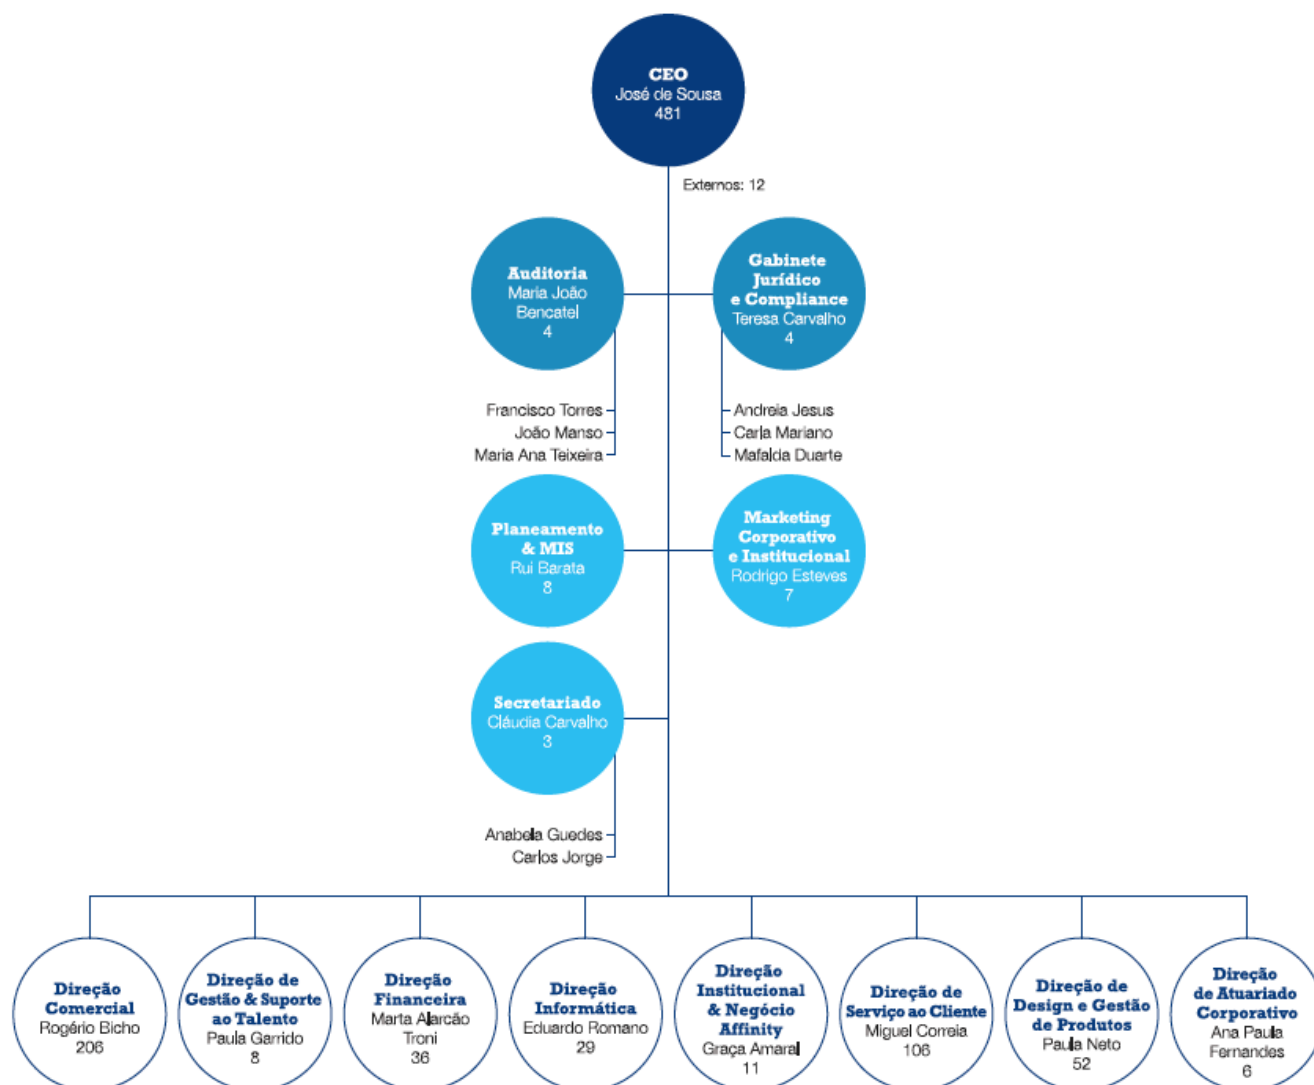 CEO
José de Sousa
481
Externos: 12
Auditoria
Maria João
Bencatel
4
Gabinete
Jurídico
e Compliance
Teresa Carvalho
4
Francisco Torres
João Manso
Maria Ana Teixeira
Andreia Jesus
Carla Mariano
Mafalda Duarte
Planeamento
& MIS
Rui Barata
8
Marketing
Corporativo
e Institucional
Rodrigo Esteves
7
Secretariado
Cláudia Carvalho
3
Anabela Guedes
Carlos Jorge
Direção
Comercial
Rogério Bicho
206
Direção de
Gestão & Suporte
ao Talento
Paula Garrido
8
Direção
Financeira
Marta Alarcão
Troni
36
Direção
Informática
Eduardo Romano
29
Direção
Institucional
& Negócio
Affinity
Graça Amaral
11
Direção de
Serviço ao Cliente
Miguel Correia
106
Direção de
Design e Gestão
de Produtos
Paula Neto
52
Direção
de Atuariado
Corporativo
Ana Paula
Fernandes
6